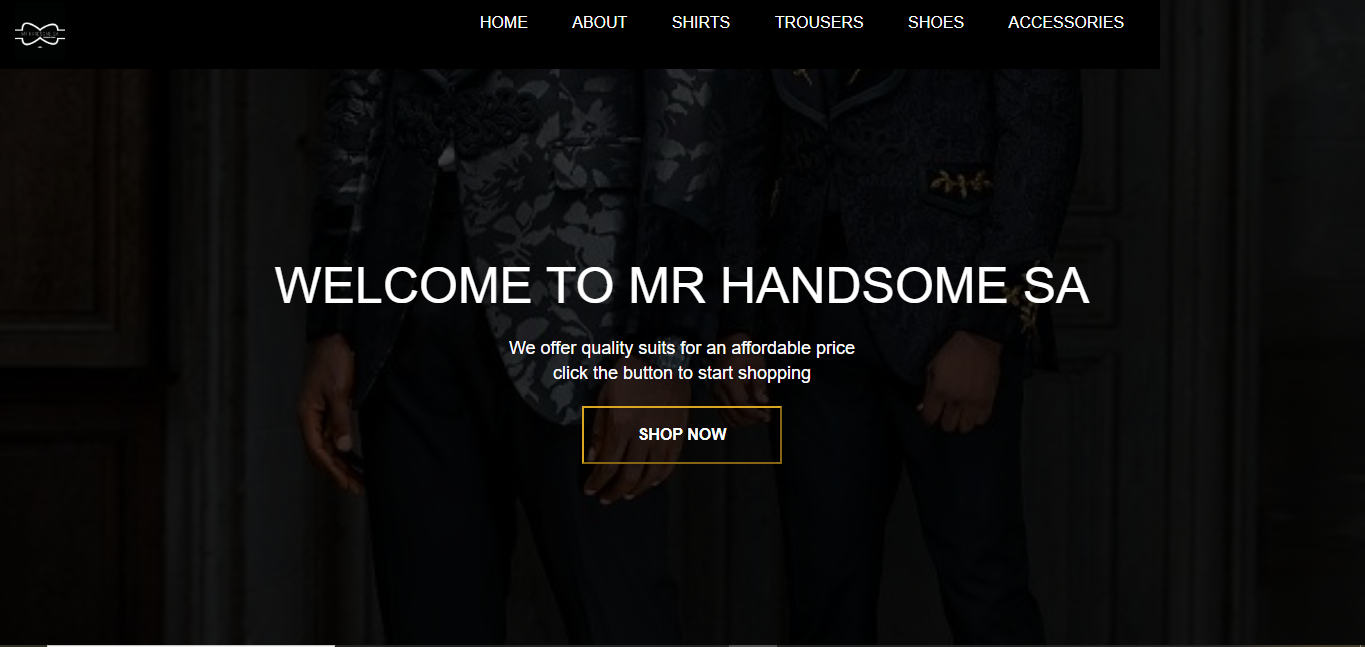 HOME ABOUT SHIRTS TROUSERS SHOES ACCESSORIES
WELCOME TO MR HANDSOME SA
We offer quality suits for an affordable price
click the button to start shopping
SHOP NOW